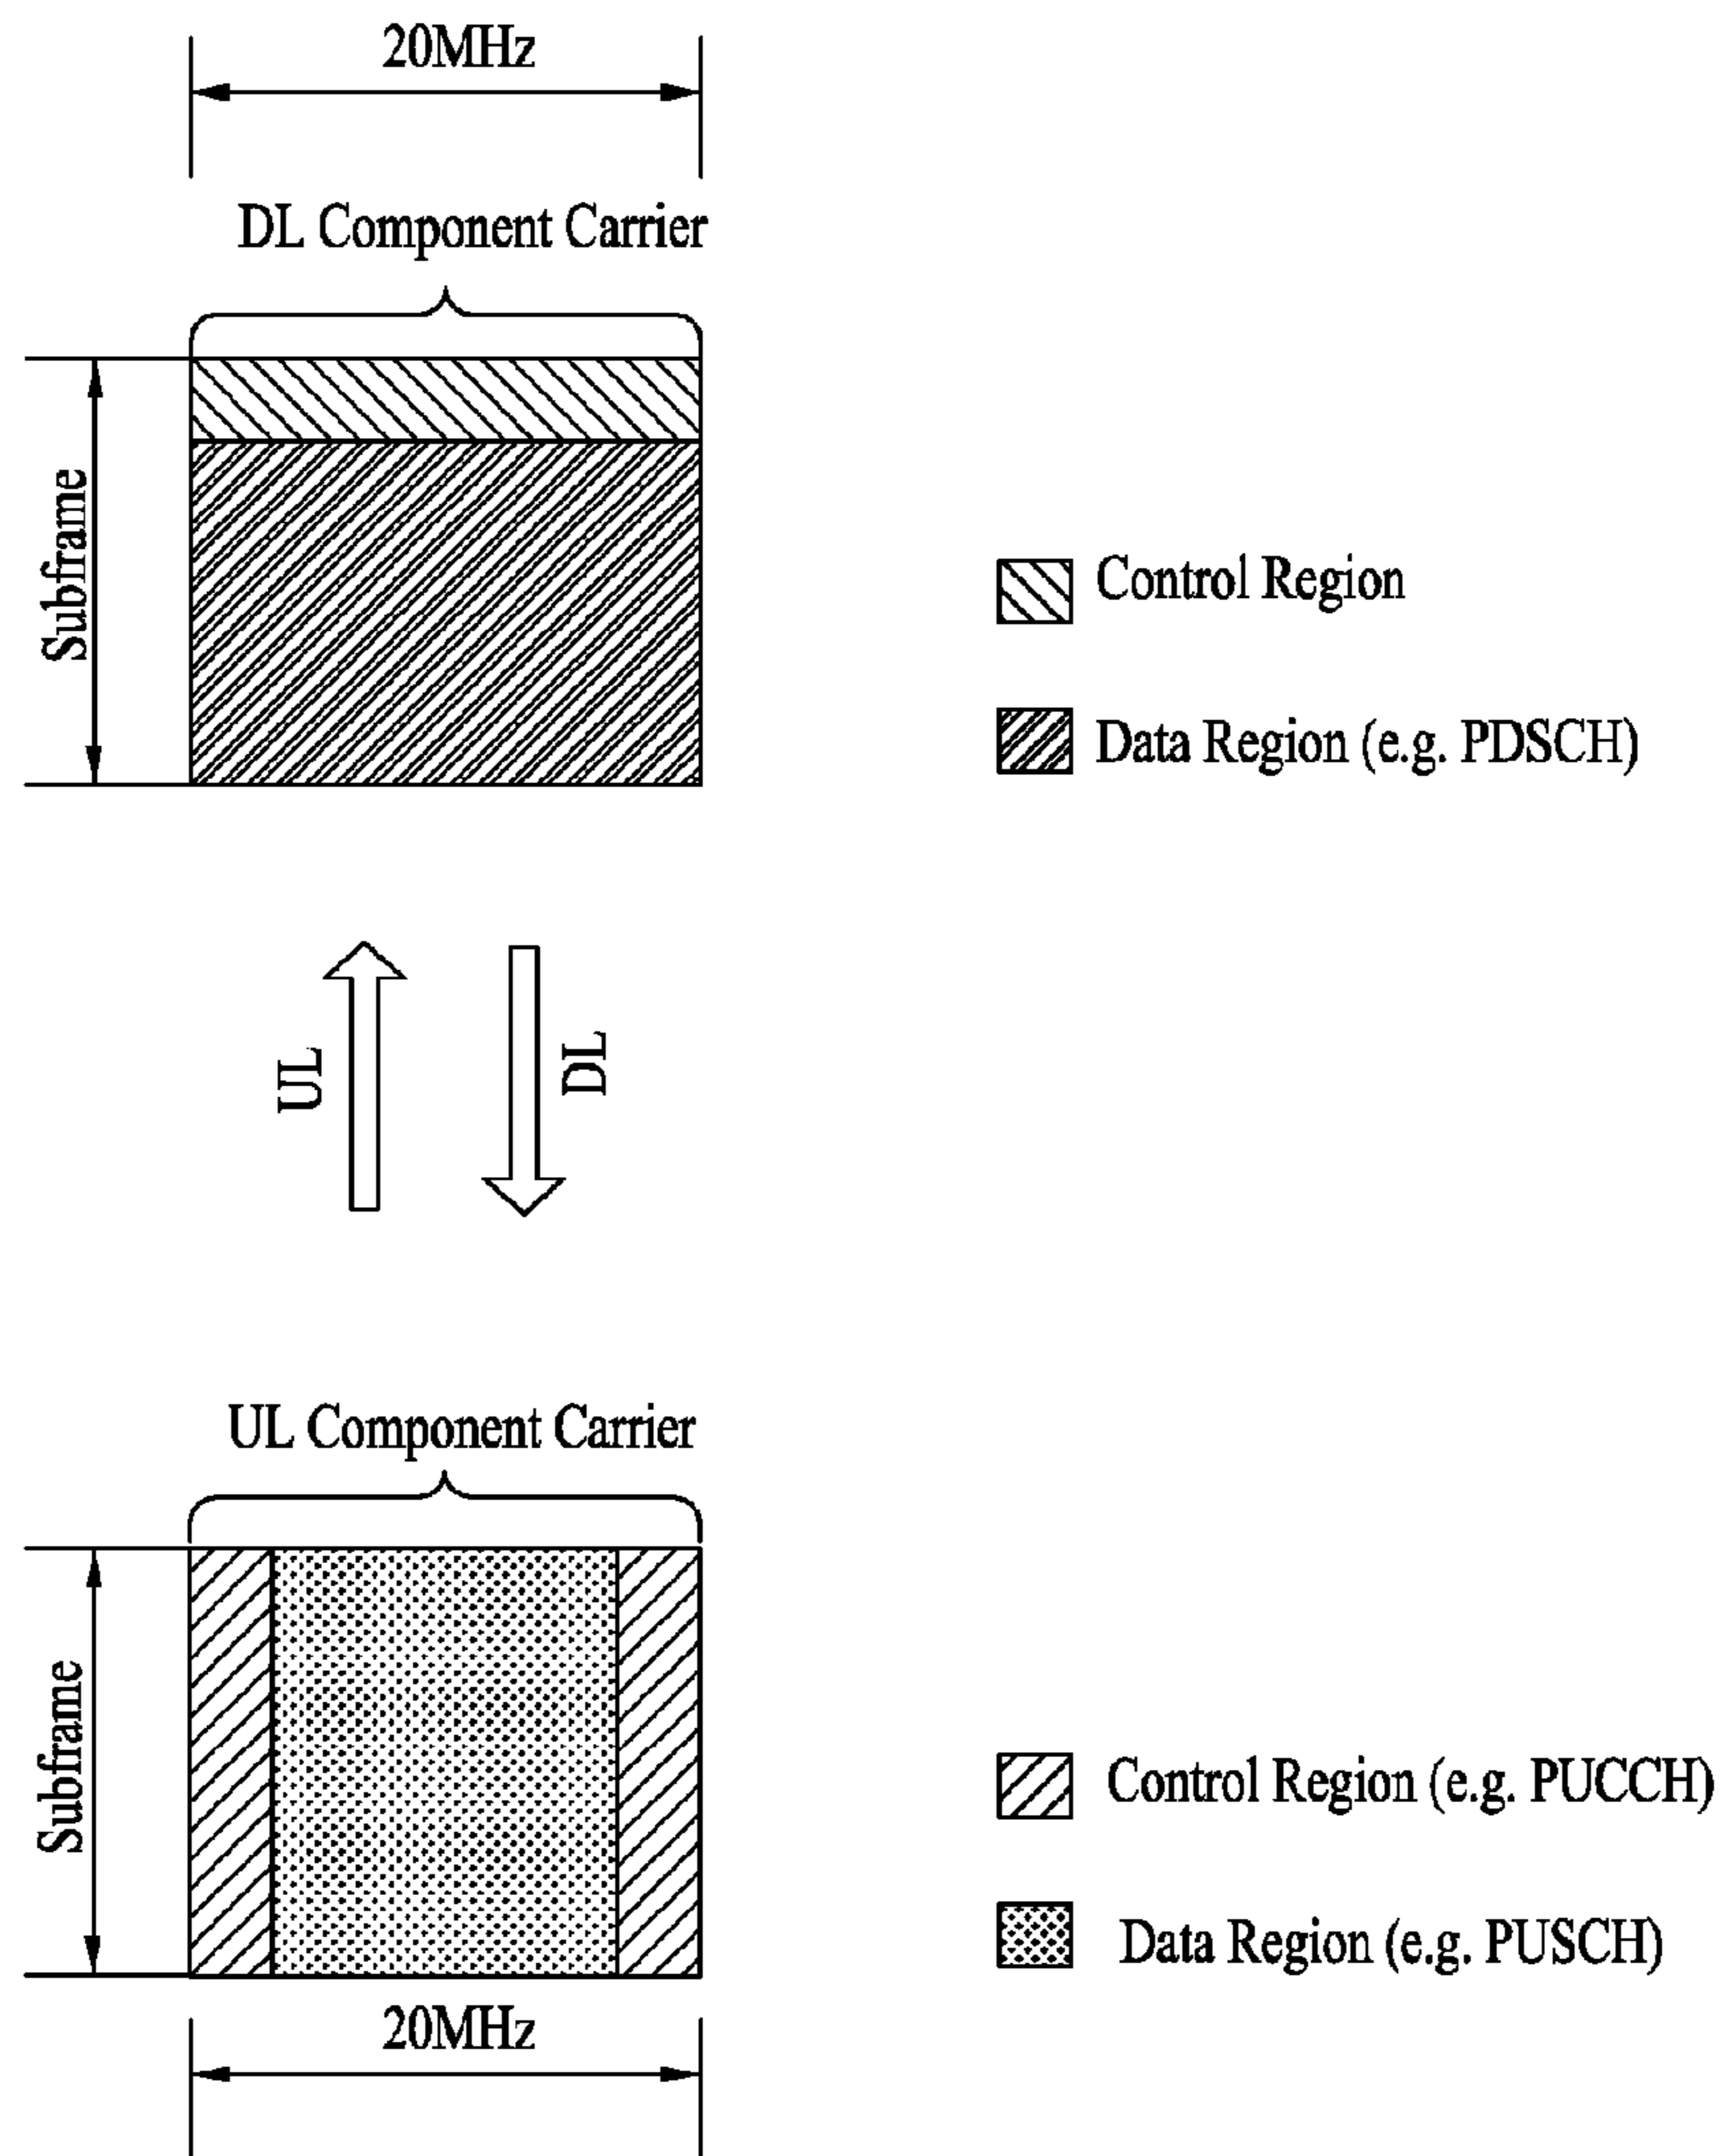 20MHz
DL Component Carrier
Subframe
Control Region
Data Region (e.g. PDSCH)
UL
DL
UL Component Carrier
Subframe
Control Region (e.g. PUCCH)
Data Region (e.g. PUSCH)
20MHz